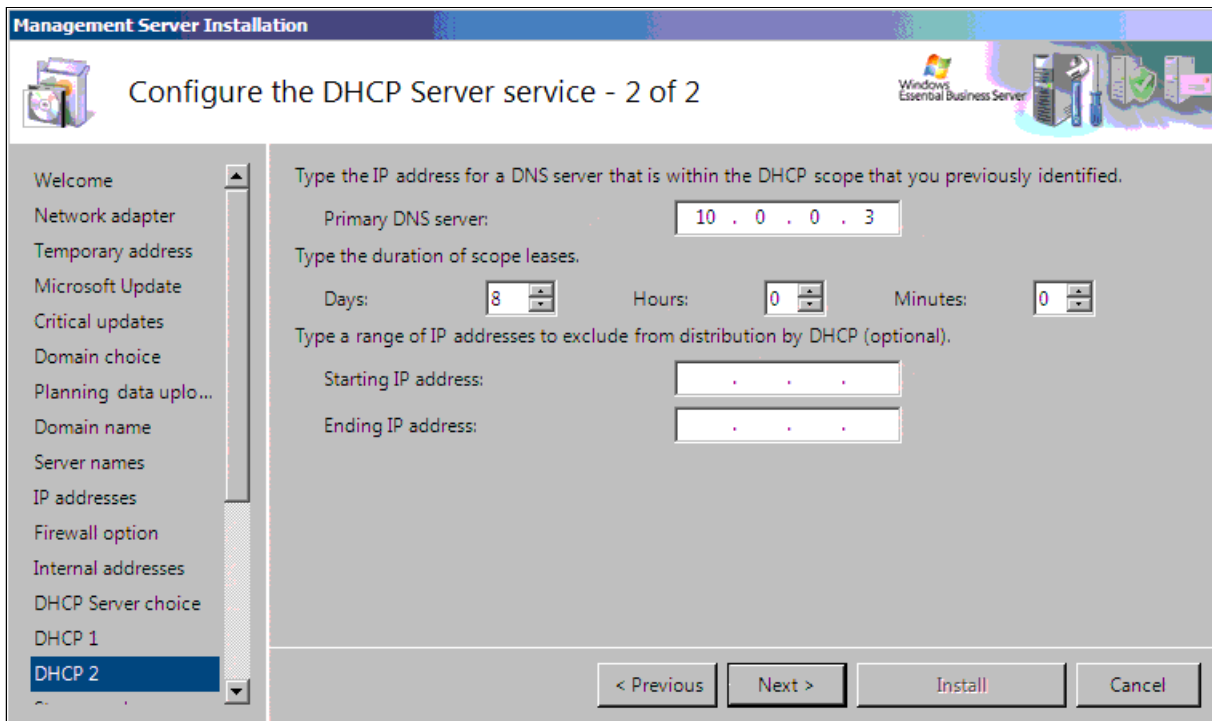 Management Server Installation
Configure the DHCP Server service - 2 of 2
Windows
Essential Business Server
Welcome
Network adapter
Temporary address
Microsoft Update
Critical updates
Domain choice
Planning data uplo...
Domain name
Server names
IP addresses
Firewall option
Internal addresses
DHCP Server choice
DHCP 1
DHCP 2
Type the IP address for a DNS server that is within the DHCP scope that you previously identified.
Primary DNS server: 10 . 0 . 0 . 3
Type the duration of scope leases.
Days: 8 Hours: 0 Minutes: 0
Type a range of IP addresses to exclude from distribution by DHCP (optional).
Starting IP address: . . .
Ending IP address: . . .
< Previous Next > Install Cancel